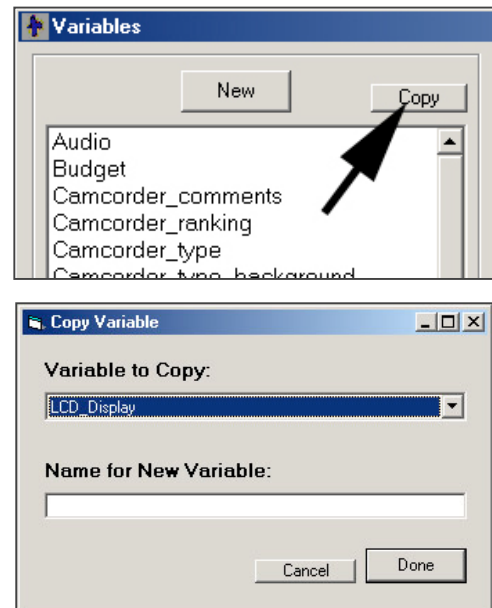 Variables
New
Copy
Audio
Budget
Camcorder_comments
Camcorder_ranking
Camcorder_type
Camcorder_type_background
Copy Variable
Variable to Copy:
LCD_Display
Name for New Variable:
Cancel
Done